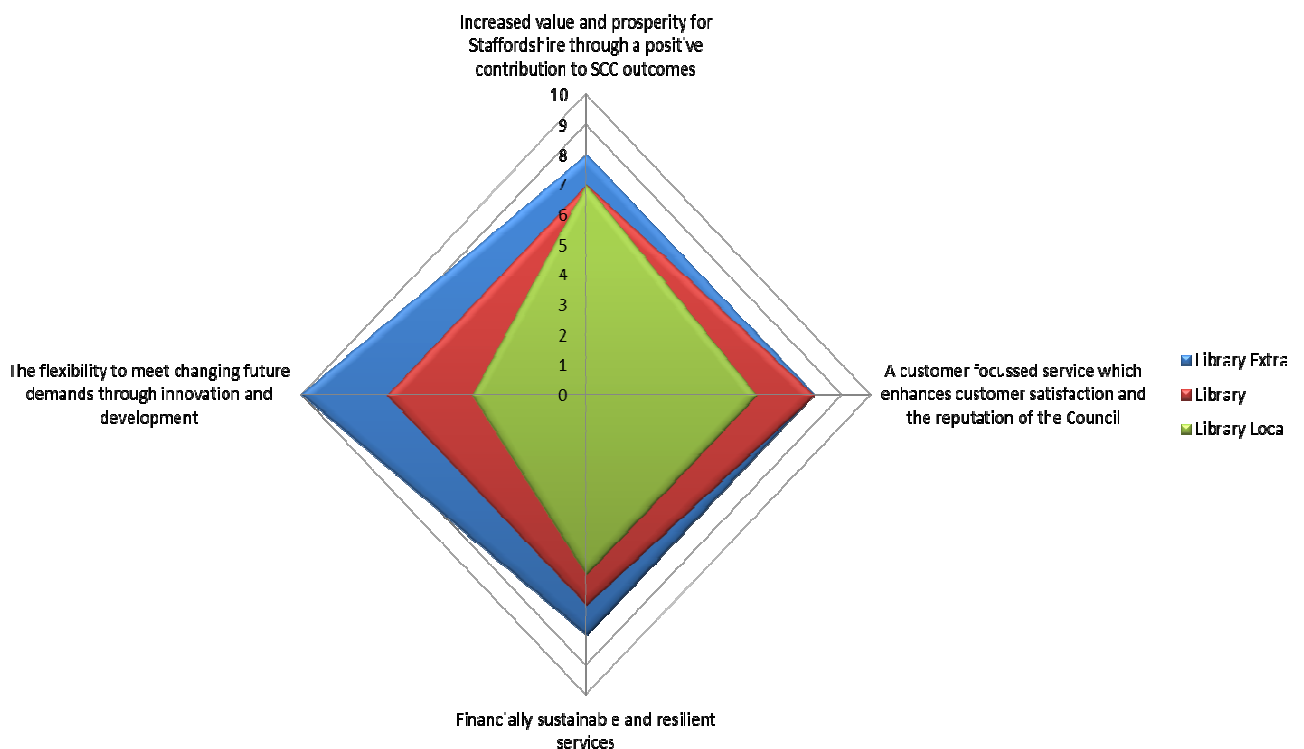 Increased value and prosperity for
Staffordshire through a positive
contribution to SCC outcomes
10
9
8
7
6
5
4
3
2
1
0
The flexibility to meet changing future
demands through innovation and
development
A customer focussed service which
enhances customer satisfaction and
the reputation of the Council
Library Extra
Library
Library Loca
Financially sustainable and resilient
services